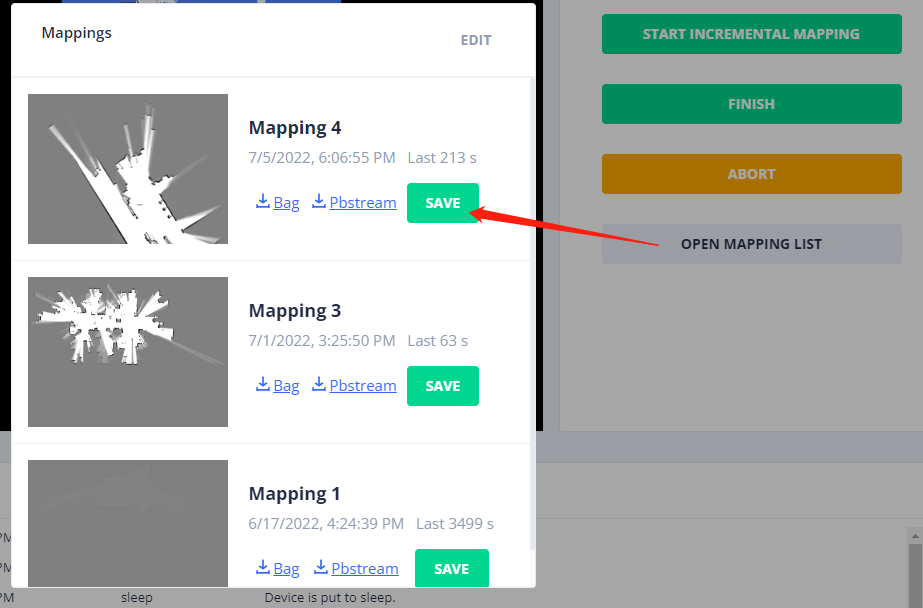 Mappings
EDIT
Mapping 4
7/5/2022, 6:06:55 PM Last 213 s
Bag Pbstream SAVE
Mapping 3
7/1/2022, 3:25:50 PM Last 63 s
Bag Pbstream SAVE
Mapping 1
6/17/2022, 4:24:39 PM Last 3499 s
Bag Pbstream SAVE
START INCREMENTAL MAPPING
FINISH
ABORT
OPEN MAPPING LIST
PM
PM
PM sleep Device is put to sleep.